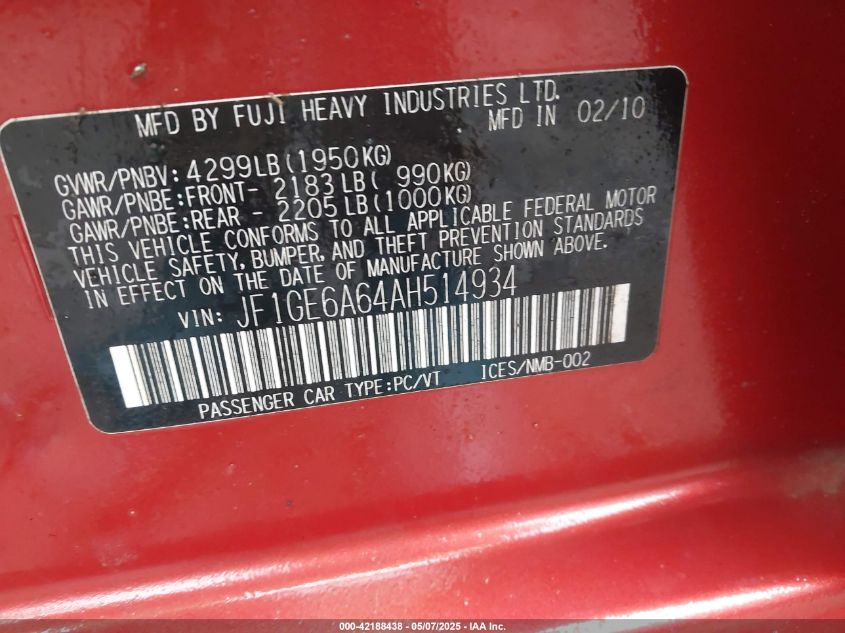 MFD BY FUJI HEAVY INDUSTRIES LTD.
MFD IN 02/10
GVWR/PNBV: 4299LB(1950KG)
GAWR/PNBE:FRONT- 2183LB( 990KG)
GAWR/PNBE:REAR - 2205LB(1000KG)
THIS VEHICLE CONFORMS TO ALL APPLICABLE FEDERAL MOTOR
VEHICLE SAFETY, BUMPER, AND THEFT PREVENTION STANDARDS
IN EFFECT ON THE DATE OF MANUFACTURE SHOWN ABOVE.
VIN: JF1GE6A64AH514934
PASSENGER CAR TYPE:PC/VT ICES/NMB-002
000-42188438 - 05/07/2025 - IAA Inc.